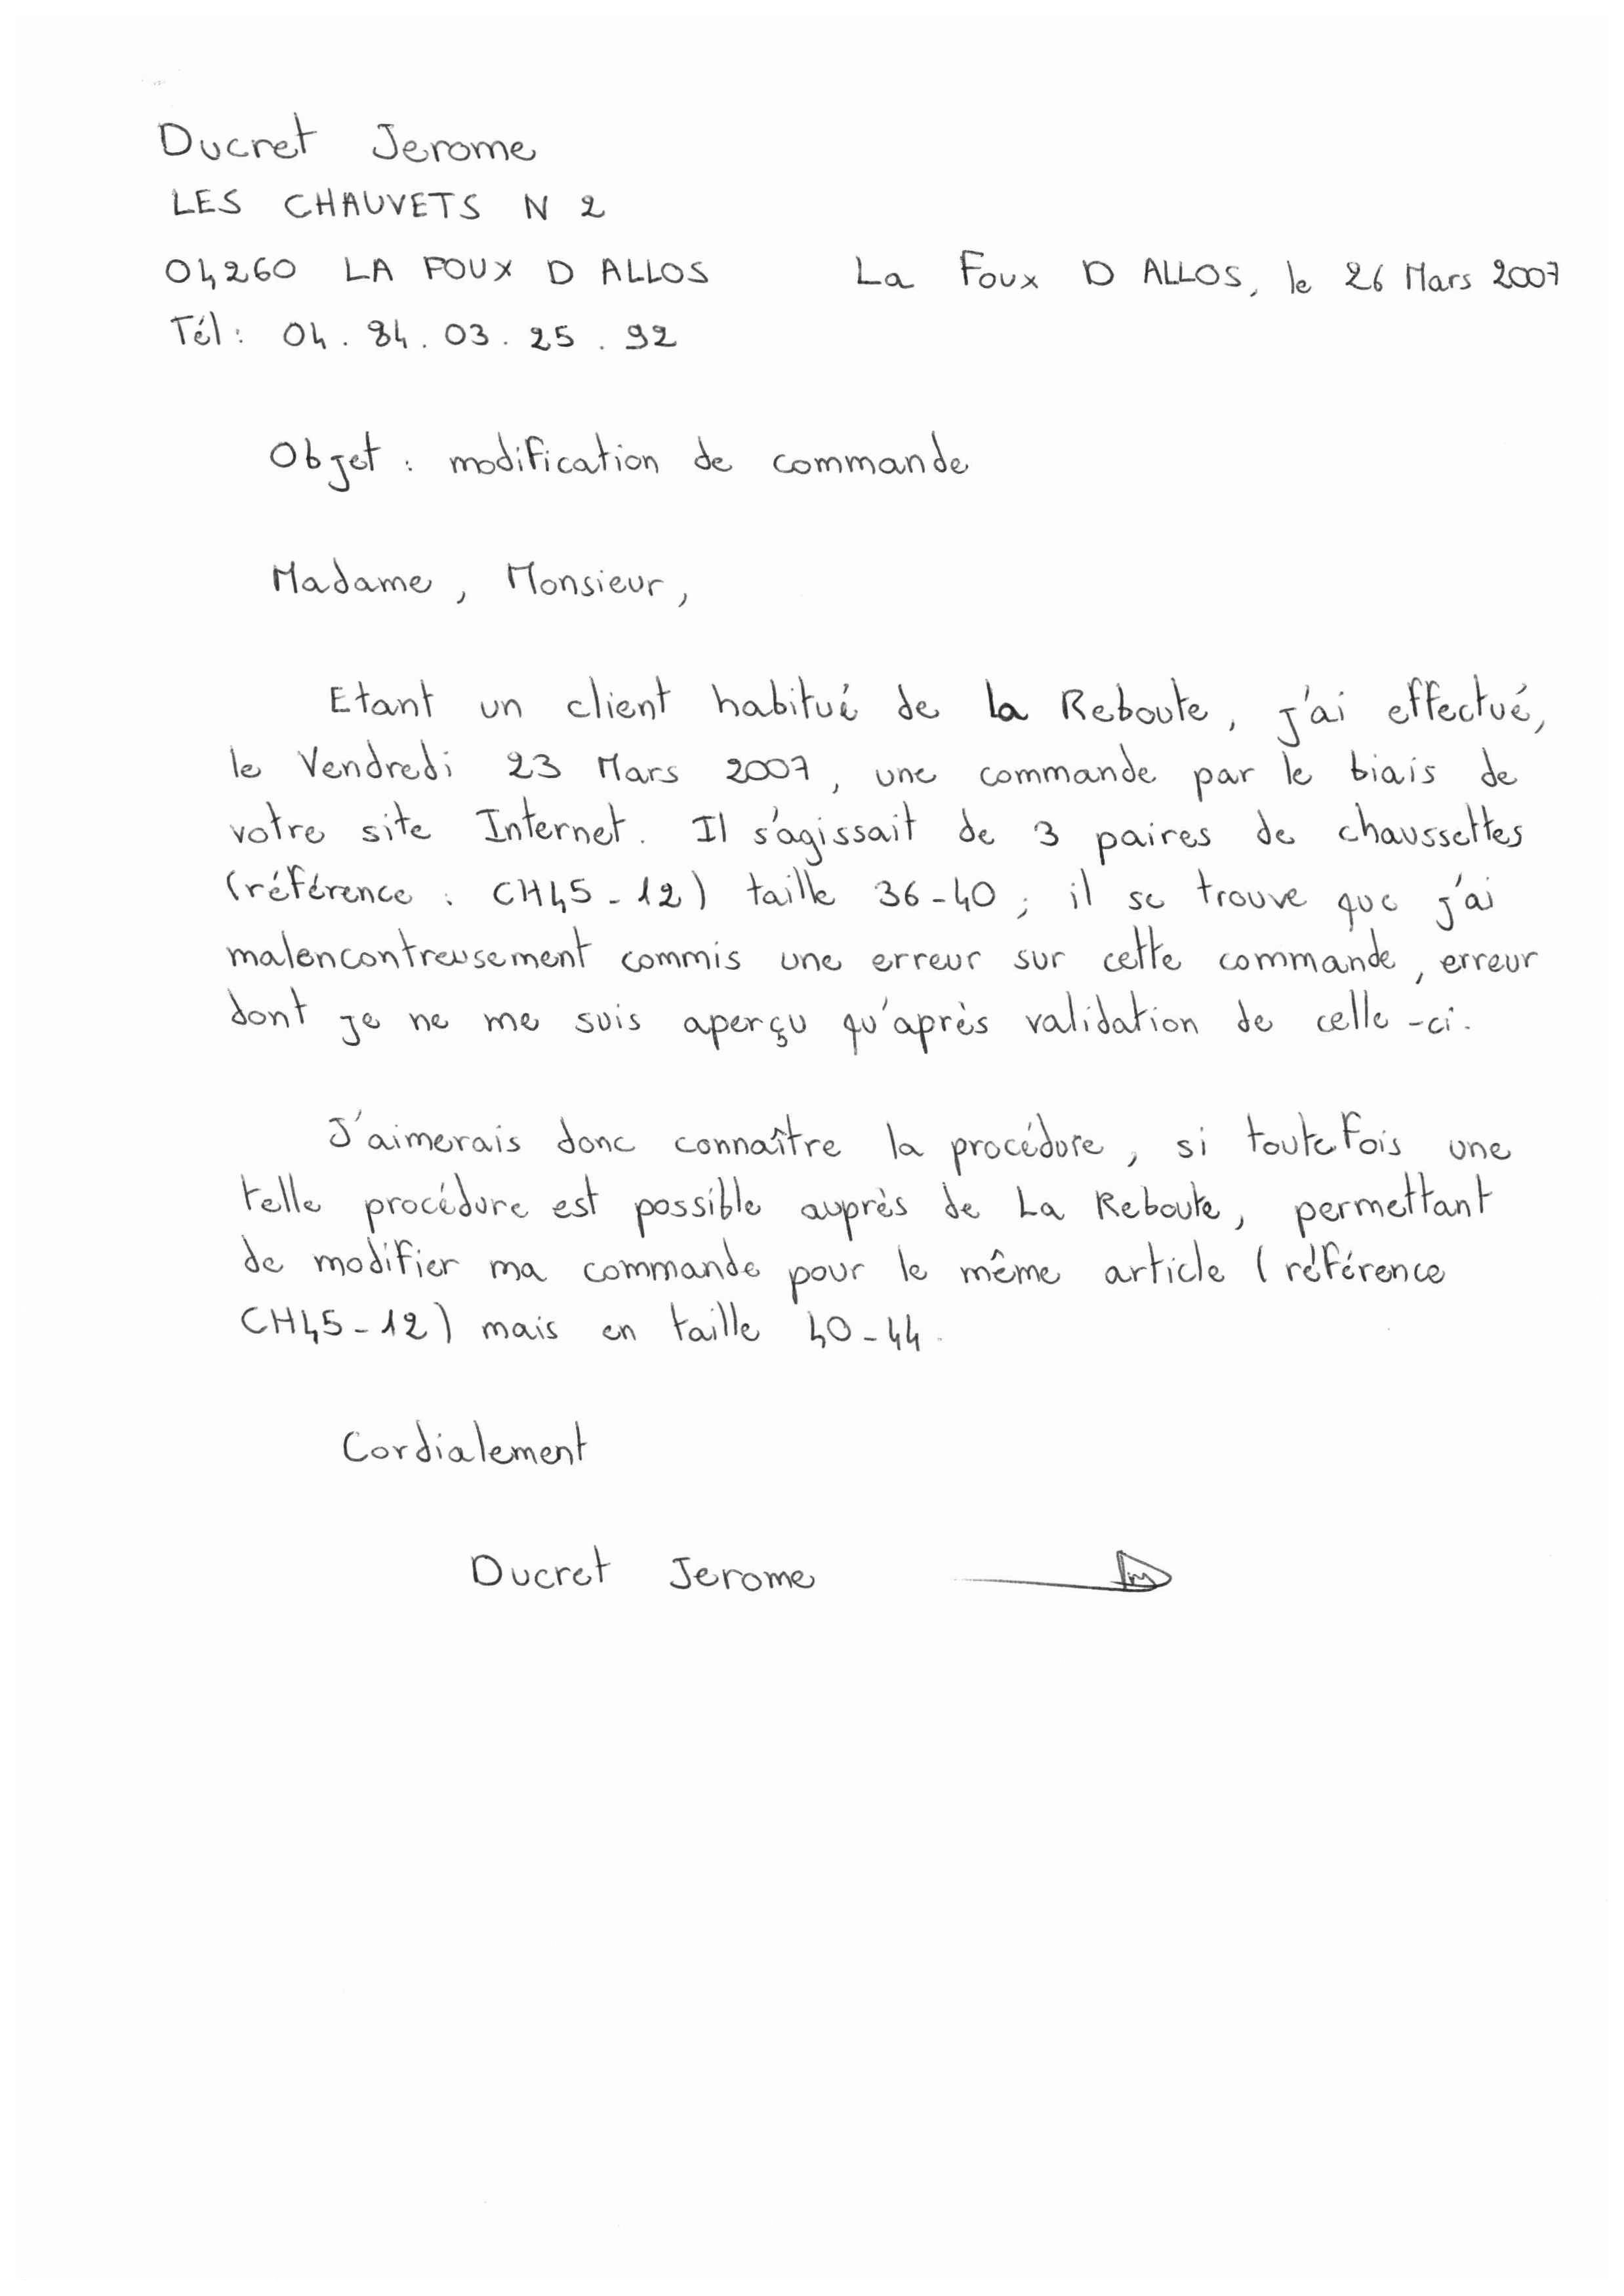 Ducret Jerome
LES CHAUVETS N 2
04260 LA FOUX D ALLOS La Foux D ALLOS, le 26 Mars 2007
Tél : 04.84.03.25.92
Objet : modification de commande
Madame, Monsieur,
Etant un client habitué de La Reboute, j'ai effectué,
le Vendredi 23 Mars 2007, une commande par le biais de
votre site Internet. Il s'agissait de 3 paires de chaussettes
(référence : CH45-12) taille 36-40 ; il se trouve que j'ai
malencontreusement commis une erreur sur cette commande, erreur
dont je ne me suis aperçu qu'après validation de celle-ci.
J'aimerais donc connaître la procédure, si toutefois une
telle procédure est possible auprès de La Reboute, permettant
de modifier ma commande pour le même article (référence
CH45-12) mais en taille 40-44.
Cordialement
Ducret Jerome